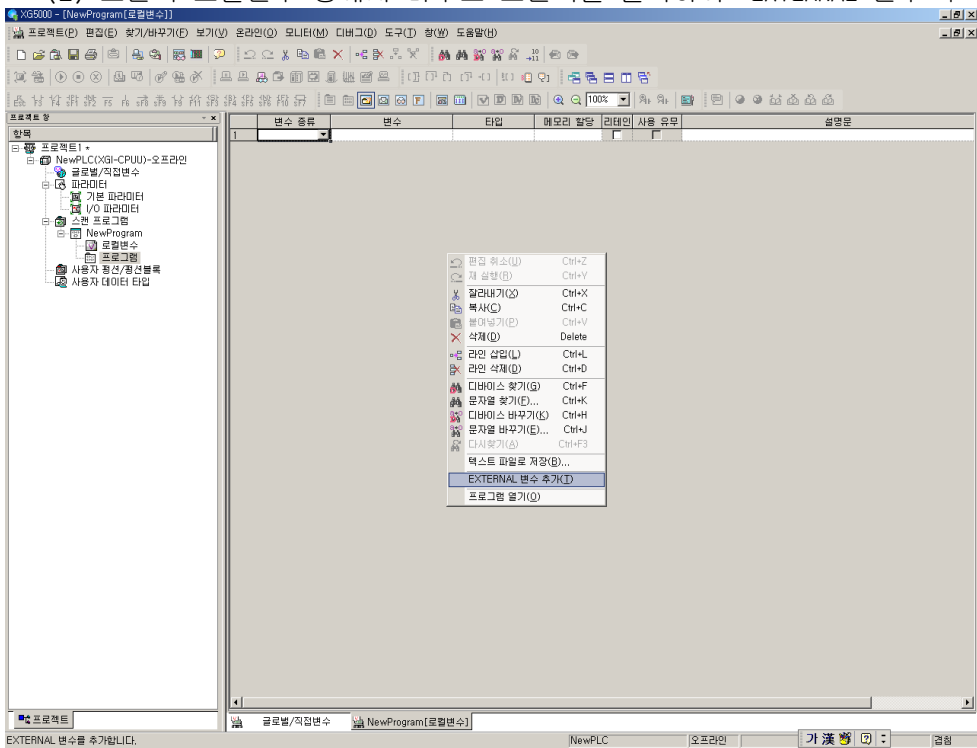 XG5000 - [NewProgram[로컬변수]]
프로젝트(P) 편집(E) 찾기/바꾸기(F) 보기(V) 온라인(O) 모니터(M) 디버그(D) 도구(T) 창(W) 도움말(H)
100%
프로젝트 창
항목
프로젝트1 *
NewPLC(XGI-CPUU)-오프라인
글로벌/직접변수
파라미터
기본 파라미터
I/O 파라미터
스캔 프로그램
NewProgram
로컬변수
프로그램
사용자 펑션/펑션블록
사용자 데이터 타입
변수 종류 변수 타입 메모리 할당 리테인 사용 유무 설명문
1
편집 취소(U) Ctrl+Z
재 실행(R) Ctrl+Y
잘라내기(X) Ctrl+X
복사(C) Ctrl+C
붙여넣기(P) Ctrl+V
삭제(D) Delete
라인 삽입(L) Ctrl+L
라인 삭제(D) Ctrl+D
디바이스 찾기(G) Ctrl+F
문자열 찾기(F)... Ctrl+K
디바이스 바꾸기(K) Ctrl+H
문자열 바꾸기(E)... Ctrl+J
다시찾기(A) Ctrl+F3
텍스트 파일로 저장(B)...
EXTERNAL 변수 추가(T)
프로그램 열기(O)
프로젝트
글로벌/직접변수 NewProgram[로컬변수]
EXTERNAL 변수를 추가합니다. NewPLC 오프라인 가 漢 겹침